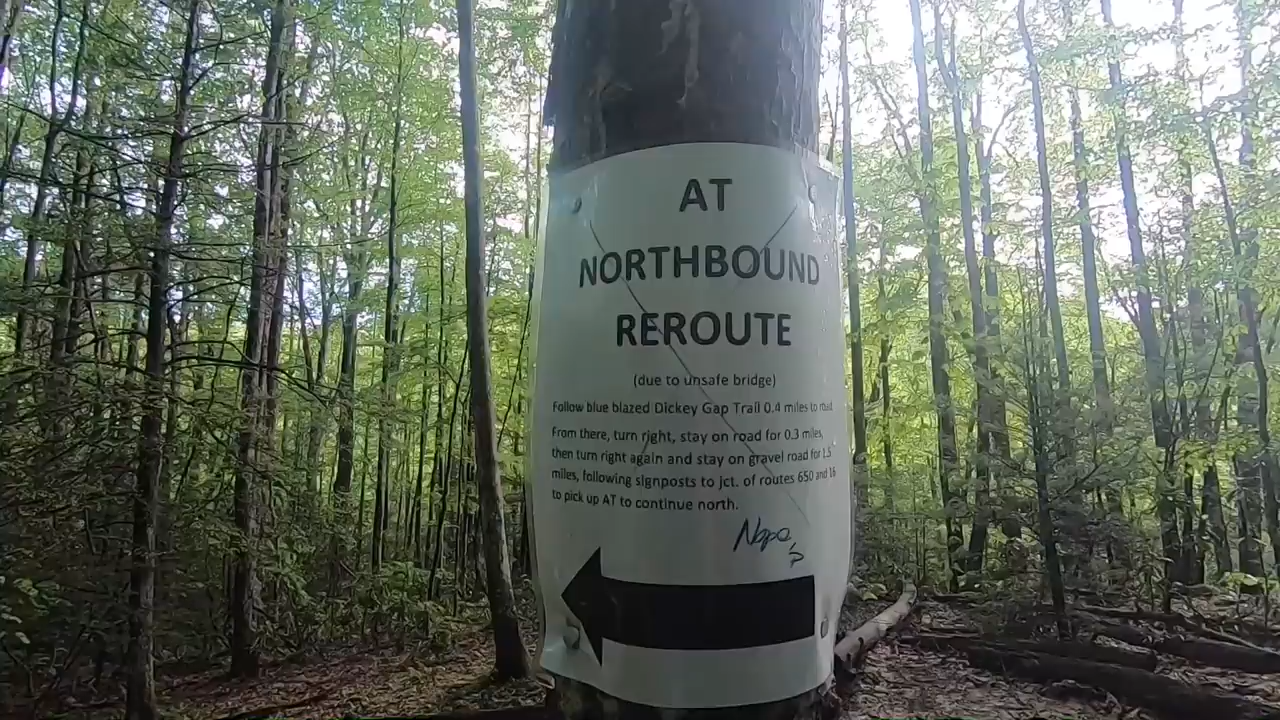 AT
NORTHBOUND
REROUTE
(due to unsafe bridge)
Follow blue blazed Dickey Gap Trail 0.4 miles to road
From there, turn right, stay on road for 0.3 miles,
then turn right again and stay on gravel road for 1.5
miles, following signposts to jct. of routes 650 and 16
to pick up AT to continue north.
Nope